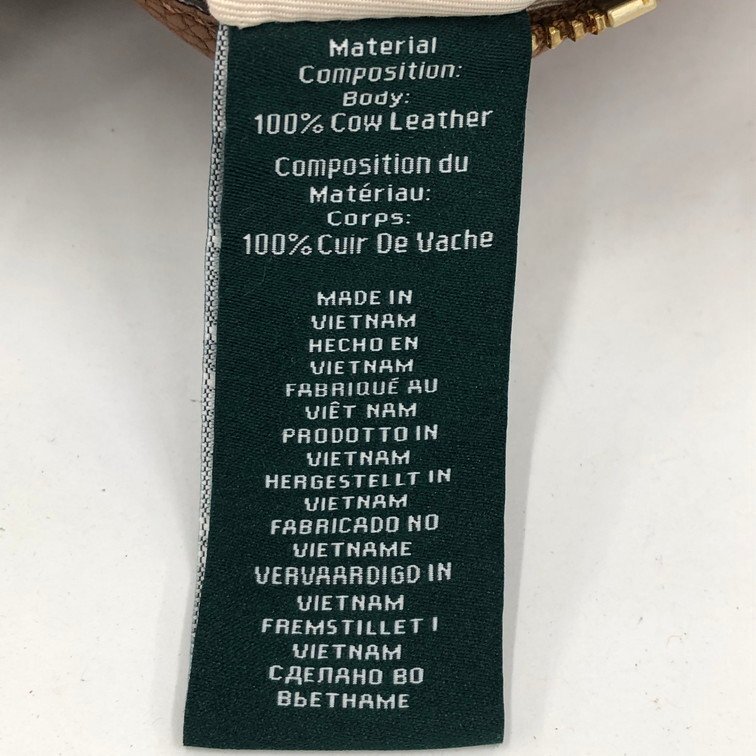 Material
Composition:
Body:
100% Cow Leather
Composition du
Matériau:
Corps:
100% Cuir De Vache
MADE IN
VIETNAM
HECHO EN
VIETNAM
FABRIQUÉ AU
VIÊT NAM
PRODOTTO IN
VIETNAM
HERGESTELLT IN
VIETNAM
FABRICADO NO
VIETNAME
VERVAARDIGD IN
VIETNAM
FREMSTILLET I
VIETNAM
СДЕЛАНО ВО
ВЬЕТНАМЕ